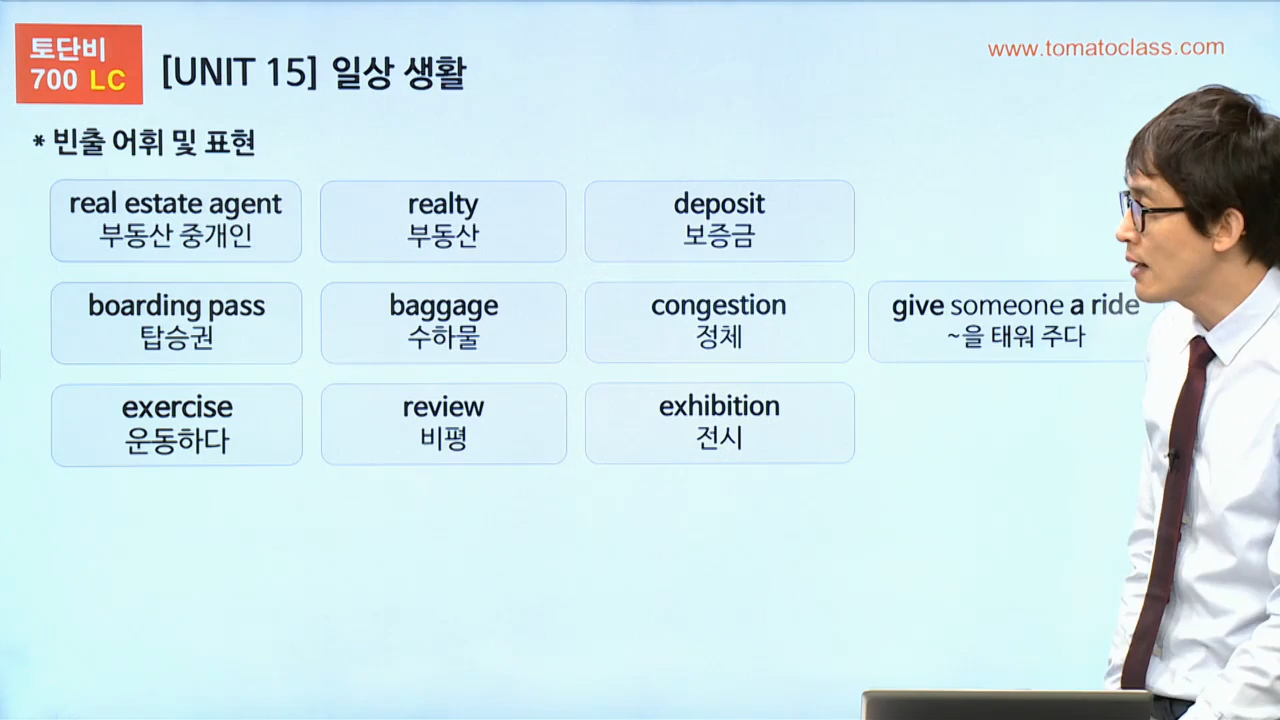 토단비
700 LC
[UNIT 15] 일상 생활
www.tomatoclass.com
* 빈출 어휘 및 표현
real estate agent
부동산 중개인
realty
부동산
deposit
보증금
boarding pass
탑승권
baggage
수하물
congestion
정체
give someone a ride
~을 태워 주다
exercise
운동하다
review
비평
exhibition
전시